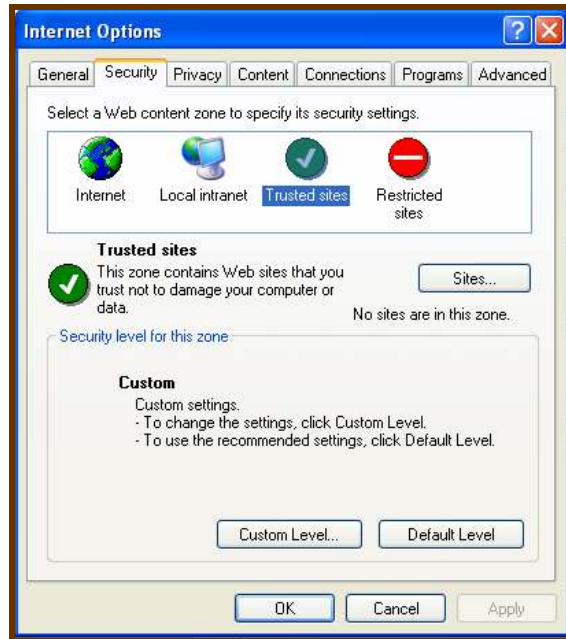 Internet Options
General Security Privacy Content Connections Programs Advanced
Select a Web content zone to specify its security settings.
Internet Local intranet Trusted sites Restricted
sites
Trusted sites
This zone contains Web sites that you
trust not to damage your computer or
data.
Sites...
No sites are in this zone.
Security level for this zone
Custom
Custom settings.
- To change the settings, click Custom Level.
- To use the recommended settings, click Default Level.
Custom Level... Default Level
OK Cancel Apply